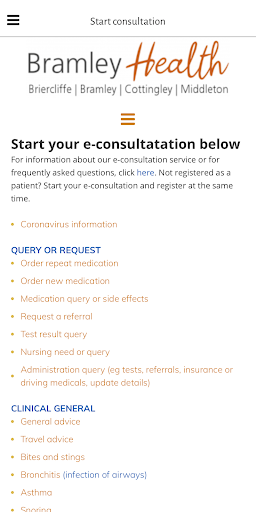 Start consultation
Bramley Health
Briercliffe | Bramley | Cottingley | Middleton
Start your e-consultatation below
For information about our e-consultation service or for
frequently asked questions, click here. Not registered as a
patient? Start your e-consultation and register at the same
time.
Coronavirus information
QUERY OR REQUEST
Order repeat medication
Order new medication
Medication query or side effects
Request a referral
Test result query
Nursing need or query
Administration query (eg tests, referrals, insurance or
driving medicals, update details)
CLINICAL GENERAL
General advice
Travel advice
Bites and stings
Bronchitis (infection of airways)
Asthma
Snoring